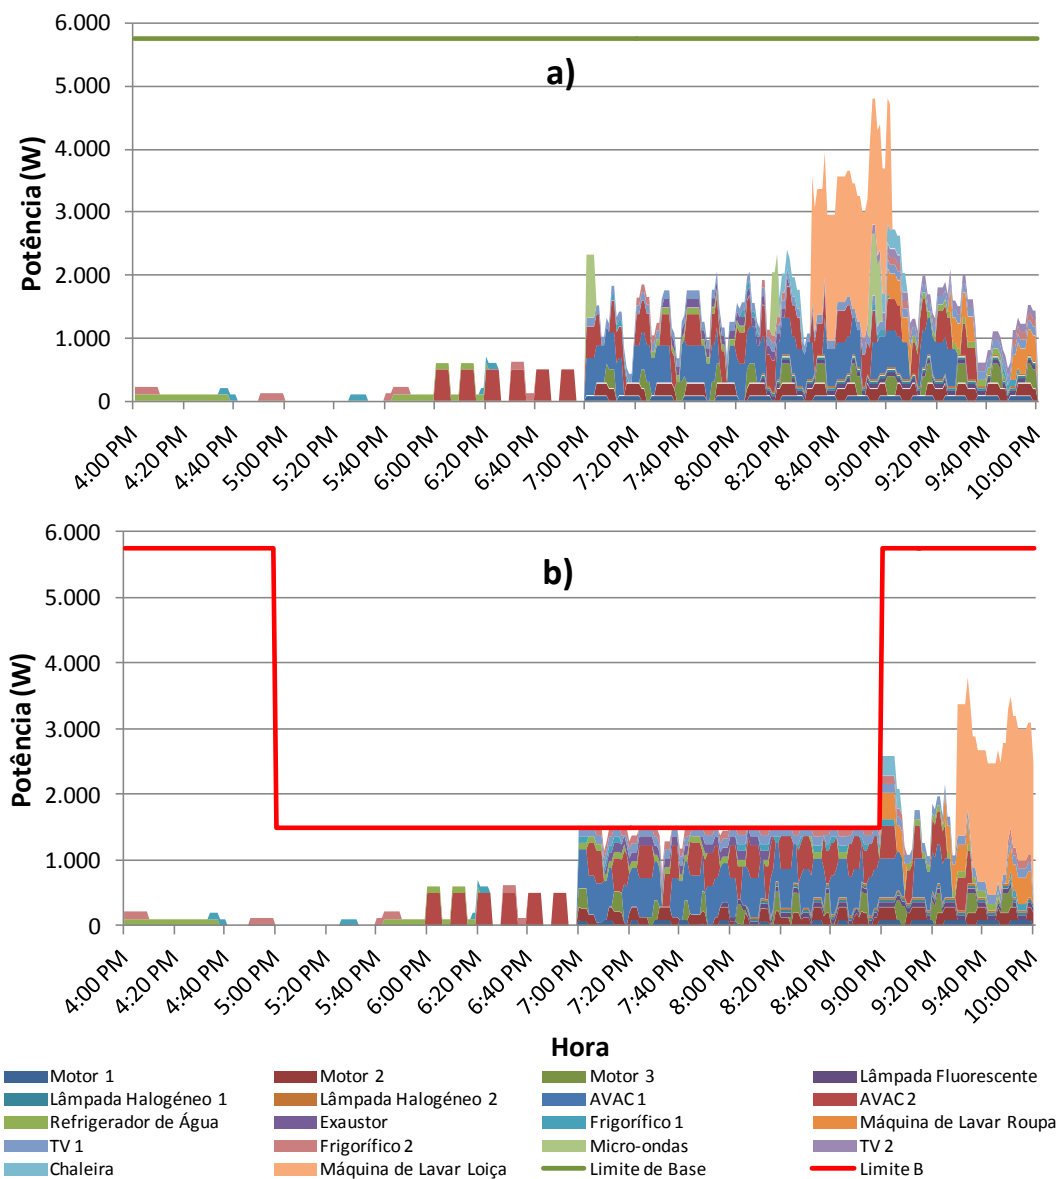 6.000
5.000
4.000
3.000
2.000
1.000
0
Potência (W)
a)
4:00 PM 4:20 PM 4:40 PM 5:00 PM 5:20 PM 5:40 PM 6:00 PM 6:20 PM 6:40 PM 7:00 PM 7:20 PM 7:40 PM 8:00 PM 8:20 PM 8:40 PM 9:00 PM 9:20 PM 9:40 PM 10:00 PM
6.000
5.000
4.000
3.000
2.000
1.000
0
Potência (W)
b)
4:00 PM 4:20 PM 4:40 PM 5:00 PM 5:20 PM 5:40 PM 6:00 PM 6:20 PM 6:40 PM 7:00 PM 7:20 PM 7:40 PM 8:00 PM 8:20 PM 8:40 PM 9:00 PM 9:20 PM 9:40 PM 10:00 PM
Hora
Motor 1 Motor 2 Motor 3 Lâmpada Fluorescente
Lâmpada Halogéneo 1 Lâmpada Halogéneo 2 AVAC 1 AVAC 2
Refrigerador de Água Exaustor Frigorífico 1 Máquina de Lavar Roupa
TV 1 Frigorífico 2 Micro-ondas TV 2
Chaleira Máquina de Lavar Loiça Limite de Base Limite B